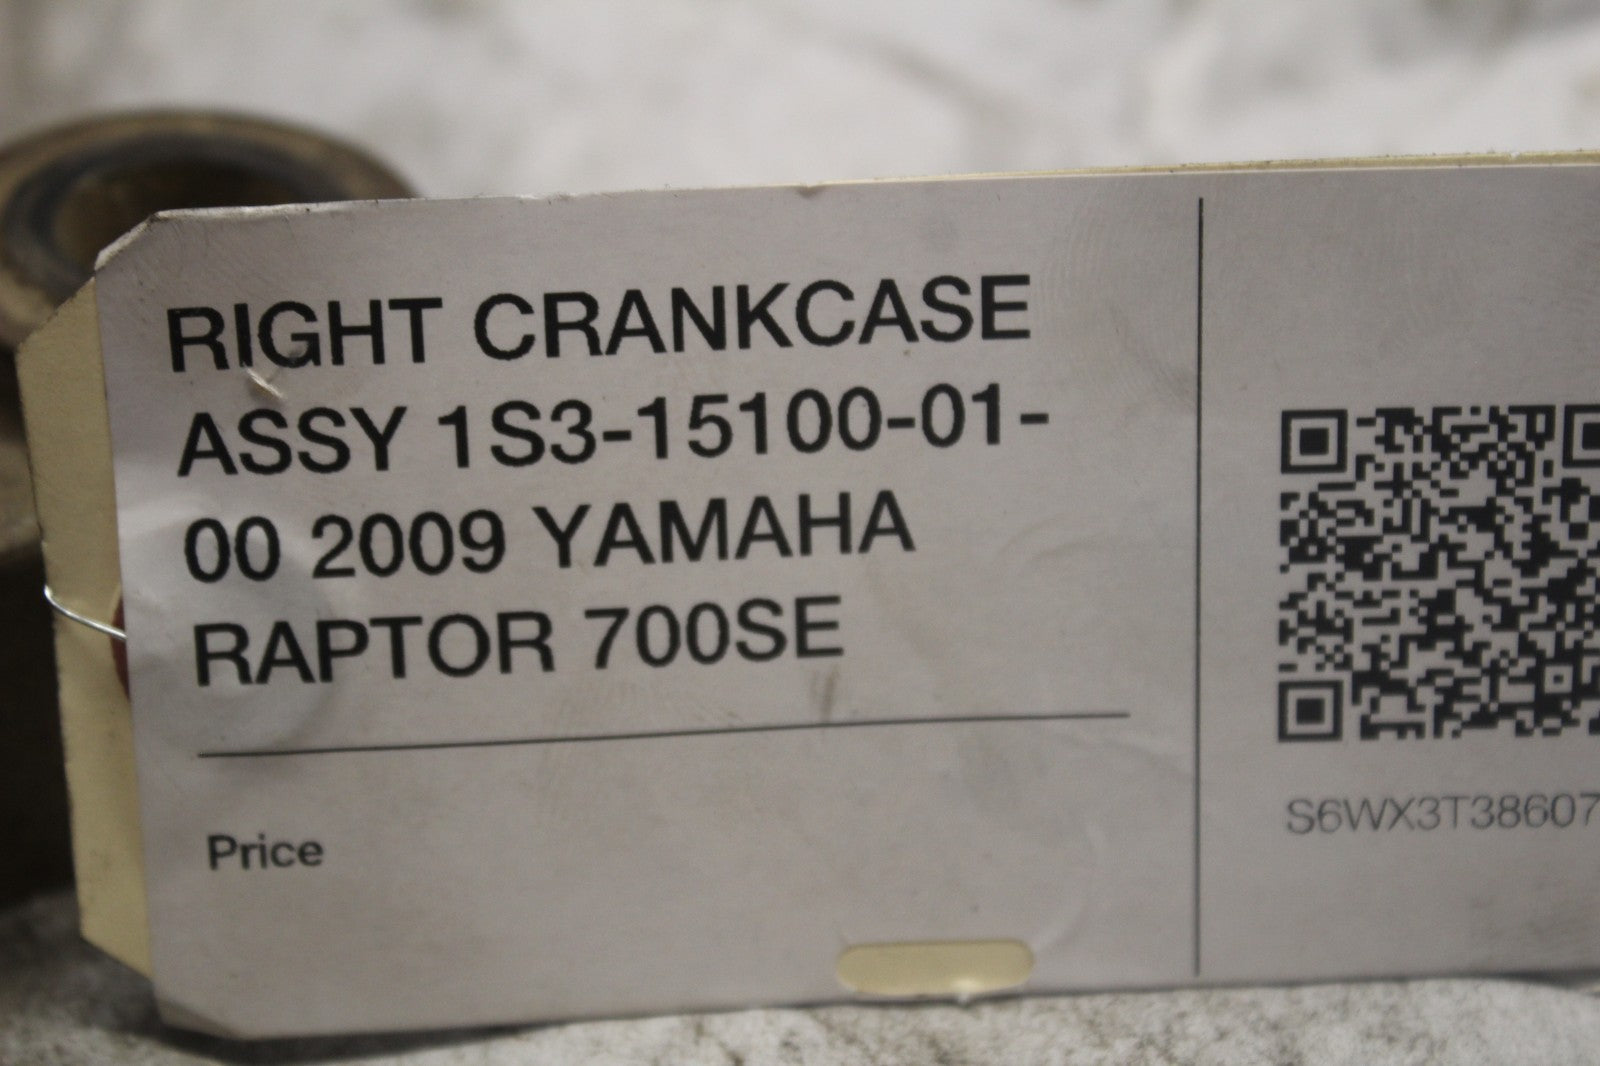 RIGHT CRANKCASE
ASSY 1S3-15100-01-
00 2009 YAMAHA
RAPTOR 700SE
Price
S6WX3T38607